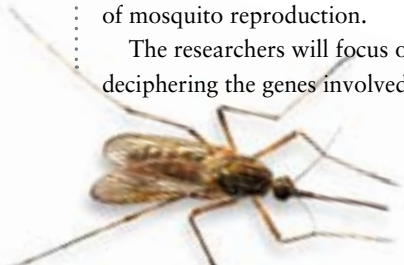 of mosquito reproduction.
The researchers will focus o
deciphering the genes involved